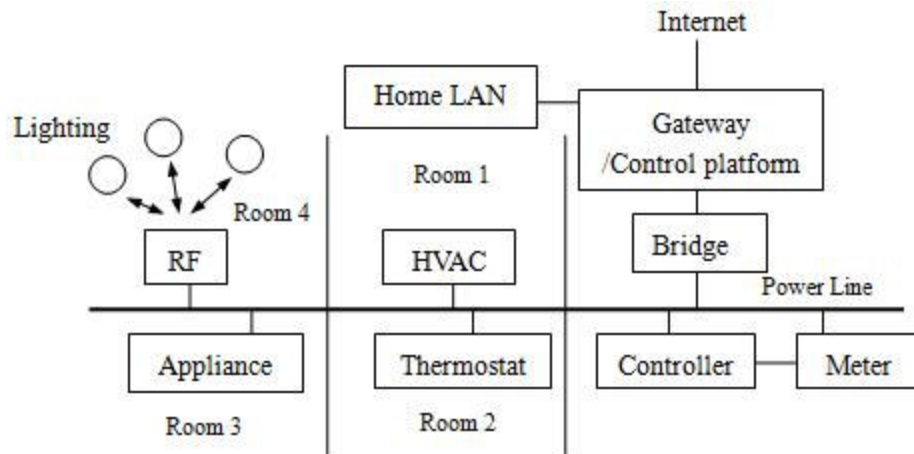 Internet
Home LAN
Gateway
/Control platform
Lighting
Room 1
Room 4
RF
HVAC
Bridge
Power Line
Appliance
Thermostat
Controller
Meter
Room 3
Room 2